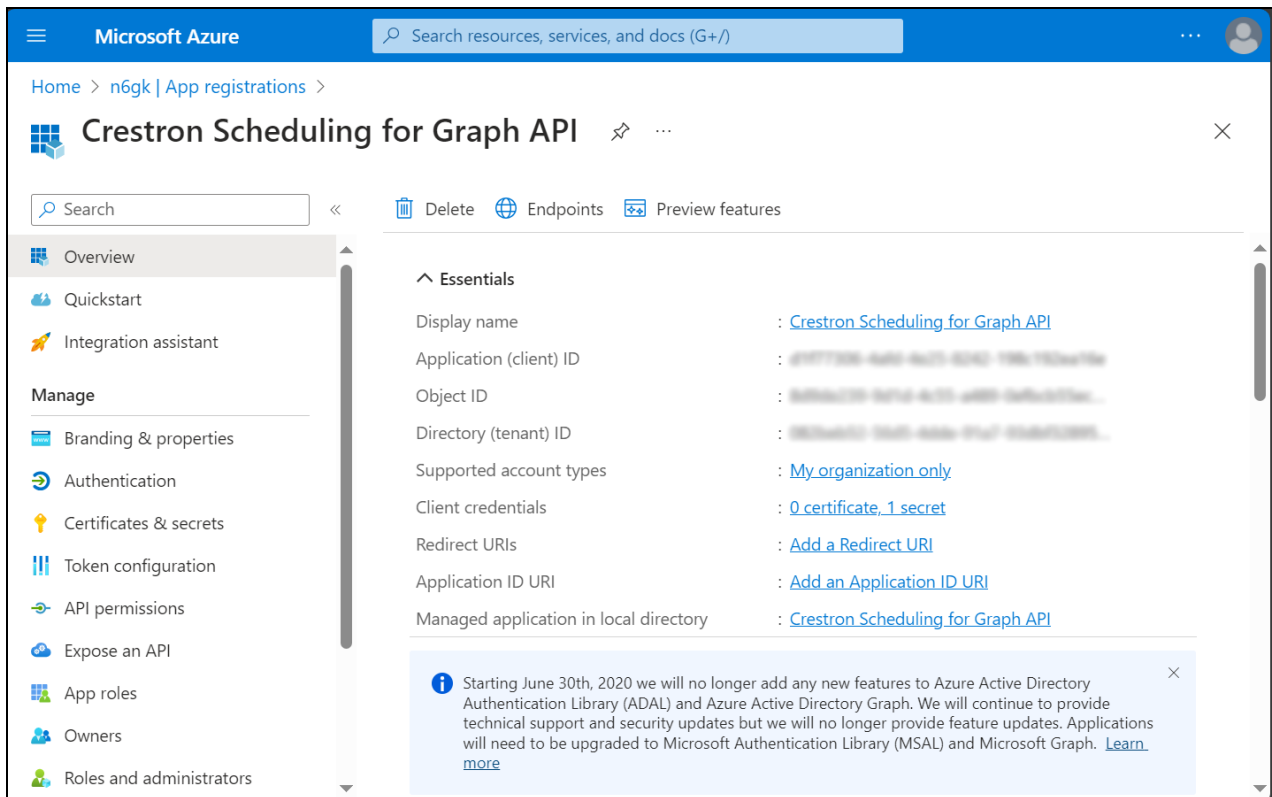 Microsoft Azure
Search resources, services, and docs (G+/)
Home > n6gk | App registrations >
Crestron Scheduling for Graph API
Search
Delete Endpoints Preview features
Overview
Quickstart
Integration assistant
Manage
Branding & properties
Authentication
Certificates & secrets
Token configuration
API permissions
Expose an API
App roles
Owners
Roles and administrators
Essentials
Display name : Crestron Scheduling for Graph API
Application (client) ID :
Object ID :
Directory (tenant) ID :
Supported account types : My organization only
Client credentials : 0 certificate, 1 secret
Redirect URIs : Add a Redirect URI
Application ID URI : Add an Application ID URI
Managed application in local directory : Crestron Scheduling for Graph API
Starting June 30th, 2020 we will no longer add any new features to Azure Active Directory
Authentication Library (ADAL) and Azure Active Directory Graph. We will continue to provide
technical support and security updates but we will no longer provide feature updates. Applications
will need to be upgraded to Microsoft Authentication Library (MSAL) and Microsoft Graph. Learn
more